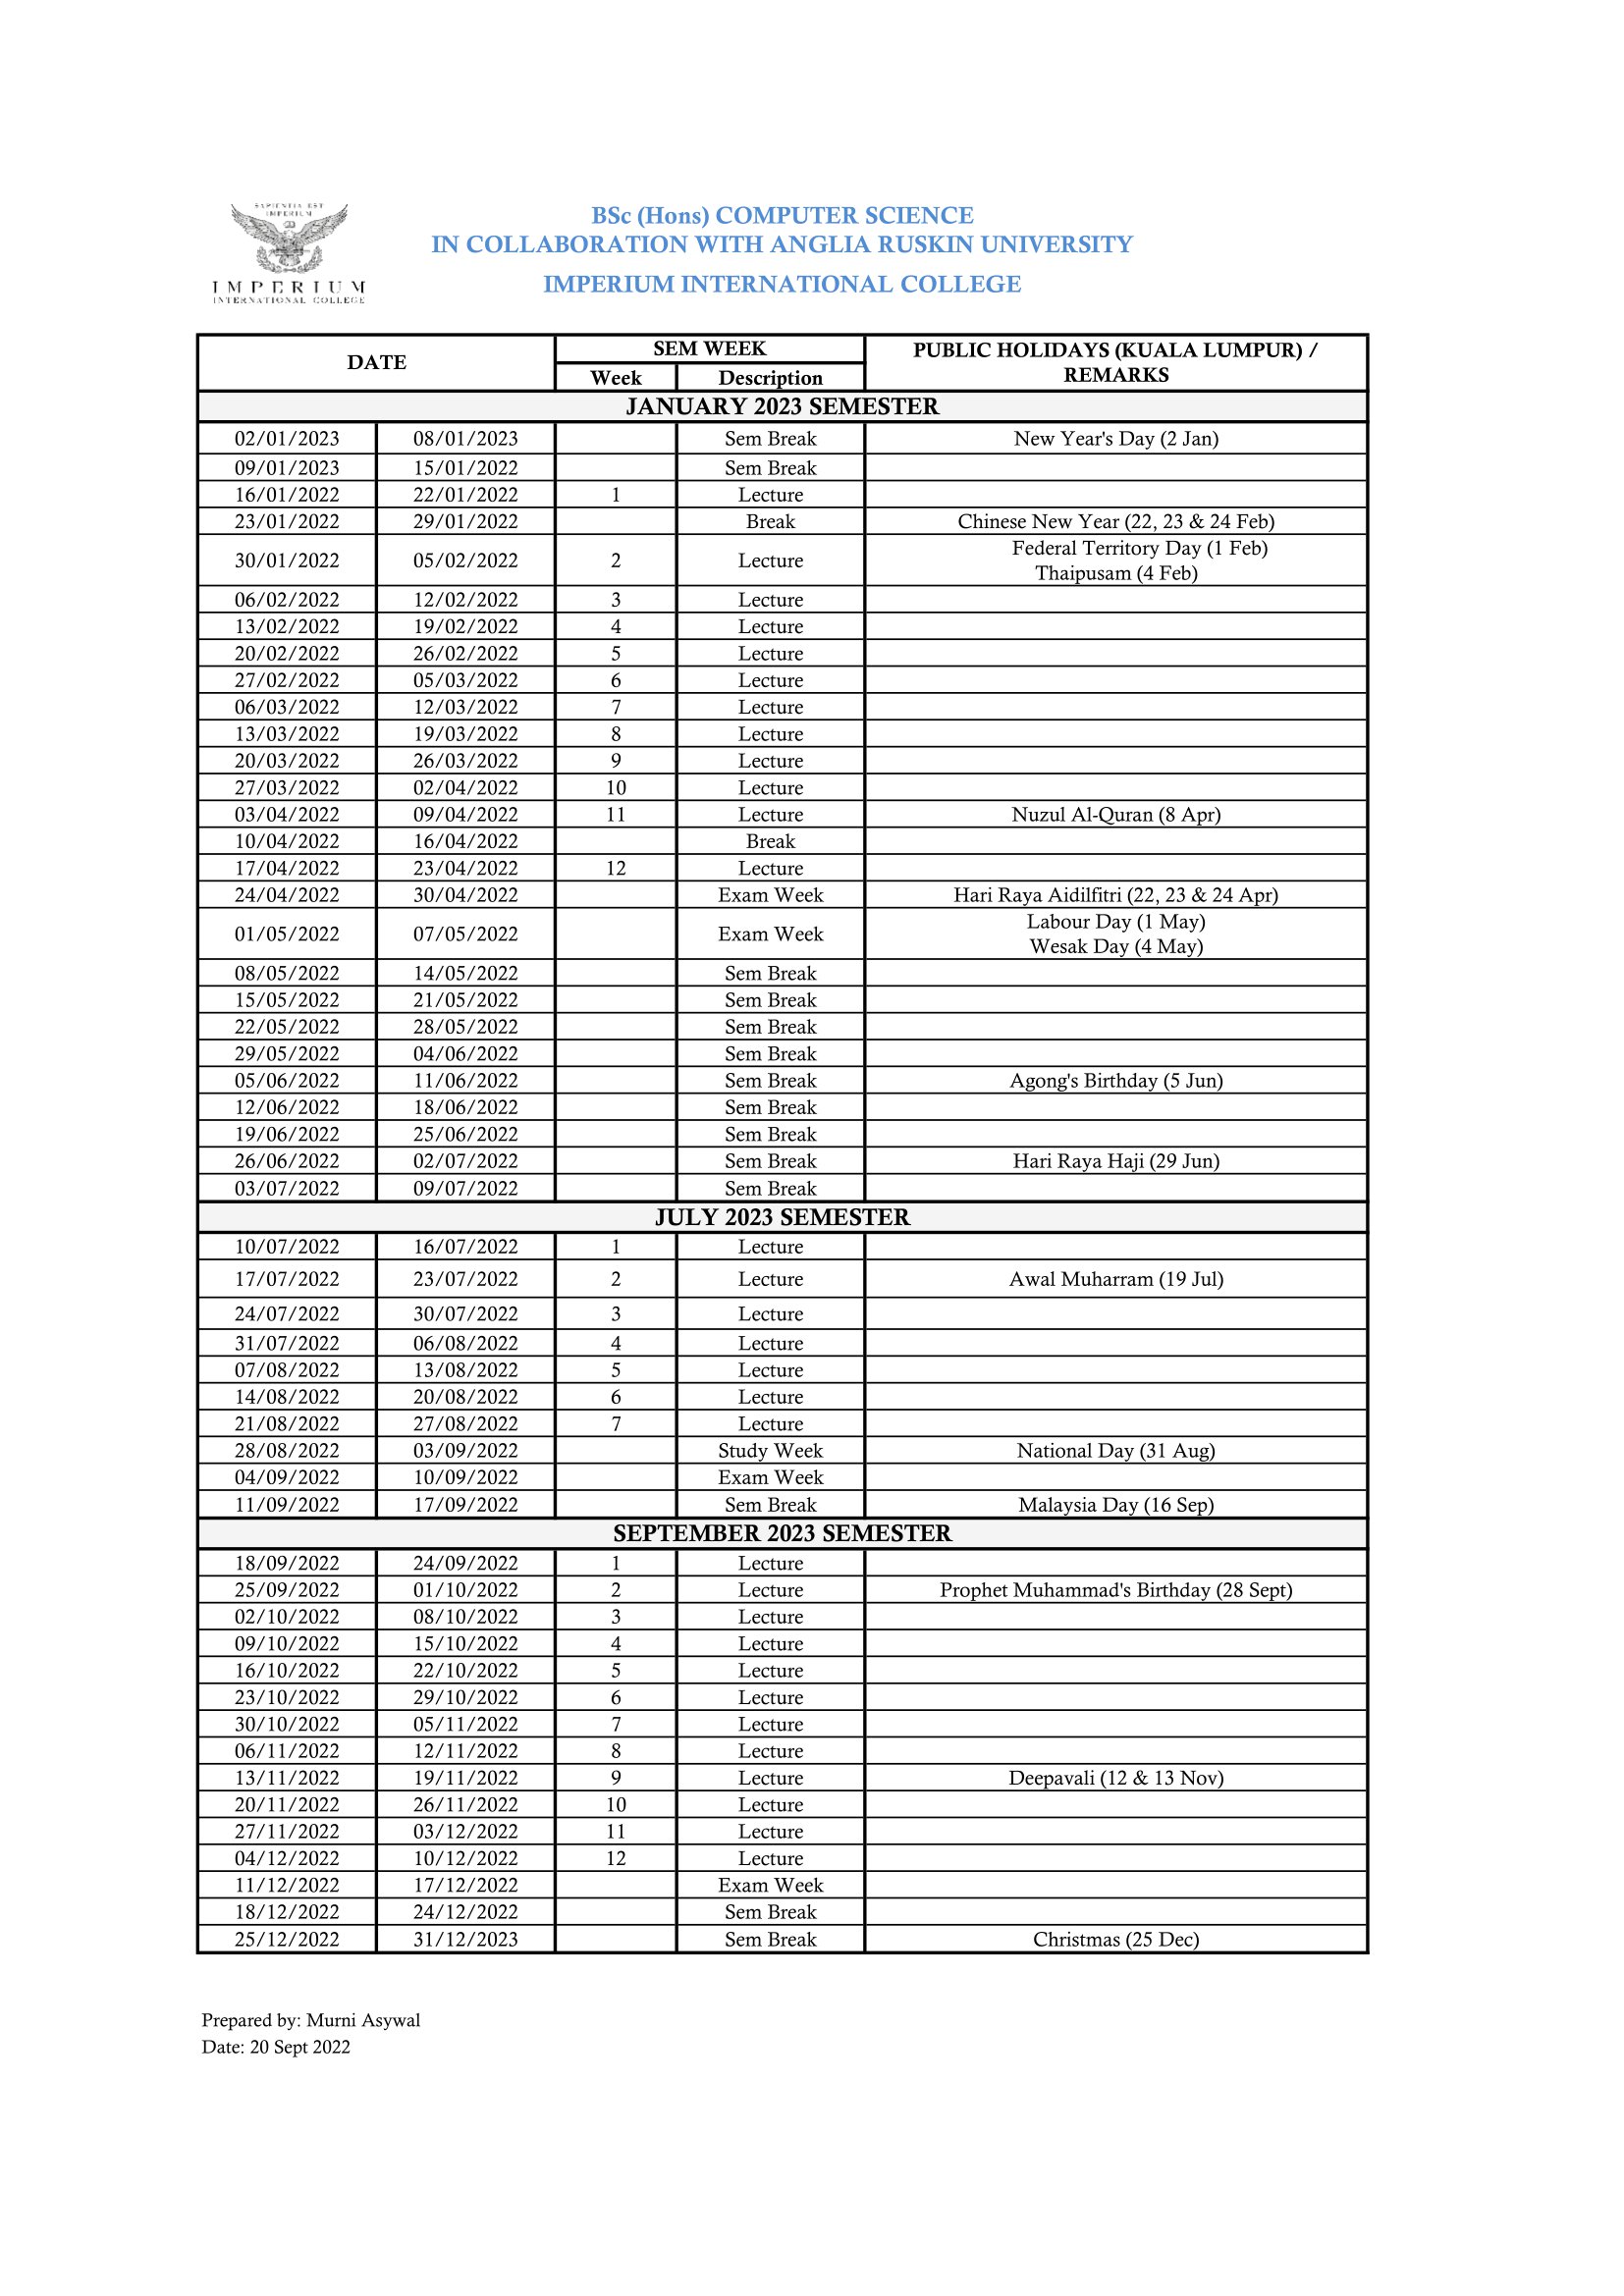 SAPIENTIA EST
IMPERIUM
IMPERIUM
INTERNATIONAL COLLEGE
BSc (Hons) COMPUTER SCIENCE
IN COLLABORATION WITH ANGLIA RUSKIN UNIVERSITY
IMPERIUM INTERNATIONAL COLLEGE
DATE SEM WEEK PUBLIC HOLIDAYS (KUALA LUMPUR) /
REMARKS
Week Description
JANUARY 2023 SEMESTER
02/01/2023 08/01/2023 Sem Break New Year's Day (2 Jan)
09/01/2023 15/01/2022 Sem Break
16/01/2022 22/01/2022 1 Lecture
23/01/2022 29/01/2022 Break Chinese New Year (22, 23 & 24 Feb)
30/01/2022 05/02/2022 2 Lecture Federal Territory Day (1 Feb)
Thaipusam (4 Feb)
06/02/2022 12/02/2022 3 Lecture
13/02/2022 19/02/2022 4 Lecture
20/02/2022 26/02/2022 5 Lecture
27/02/2022 05/03/2022 6 Lecture
06/03/2022 12/03/2022 7 Lecture
13/03/2022 19/03/2022 8 Lecture
20/03/2022 26/03/2022 9 Lecture
27/03/2022 02/04/2022 10 Lecture
03/04/2022 09/04/2022 11 Lecture Nuzul Al-Quran (8 Apr)
10/04/2022 16/04/2022 Break
17/04/2022 23/04/2022 12 Lecture
24/04/2022 30/04/2022 Exam Week Hari Raya Aidilfitri (22, 23 & 24 Apr)
01/05/2022 07/05/2022 Exam Week Labour Day (1 May)
Wesak Day (4 May)
08/05/2022 14/05/2022 Sem Break
15/05/2022 21/05/2022 Sem Break
22/05/2022 28/05/2022 Sem Break
29/05/2022 04/06/2022 Sem Break
05/06/2022 11/06/2022 Sem Break Agong's Birthday (5 Jun)
12/06/2022 18/06/2022 Sem Break
19/06/2022 25/06/2022 Sem Break
26/06/2022 02/07/2022 Sem Break Hari Raya Haji (29 Jun)
03/07/2022 09/07/2022 Sem Break
JULY 2023 SEMESTER
10/07/2022 16/07/2022 1 Lecture
17/07/2022 23/07/2022 2 Lecture Awal Muharram (19 Jul)
24/07/2022 30/07/2022 3 Lecture
31/07/2022 06/08/2022 4 Lecture
07/08/2022 13/08/2022 5 Lecture
14/08/2022 20/08/2022 6 Lecture
21/08/2022 27/08/2022 7 Lecture
28/08/2022 03/09/2022 Study Week National Day (31 Aug)
04/09/2022 10/09/2022 Exam Week
11/09/2022 17/09/2022 Sem Break Malaysia Day (16 Sep)
SEPTEMBER 2023 SEMESTER
18/09/2022 24/09/2022 1 Lecture
25/09/2022 01/10/2022 2 Lecture Prophet Muhammad's Birthday (28 Sept)
02/10/2022 08/10/2022 3 Lecture
09/10/2022 15/10/2022 4 Lecture
16/10/2022 22/10/2022 5 Lecture
23/10/2022 29/10/2022 6 Lecture
30/10/2022 05/11/2022 7 Lecture
06/11/2022 12/11/2022 8 Lecture
13/11/2022 19/11/2022 9 Lecture Deepavali (12 & 13 Nov)
20/11/2022 26/11/2022 10 Lecture
27/11/2022 03/12/2022 11 Lecture
04/12/2022 10/12/2022 12 Lecture
11/12/2022 17/12/2022 Exam Week
18/12/2022 24/12/2022 Sem Break
25/12/2022 31/12/2023 Sem Break Christmas (25 Dec)
Prepared by: Murni Asywal
Date: 20 Sept 2022